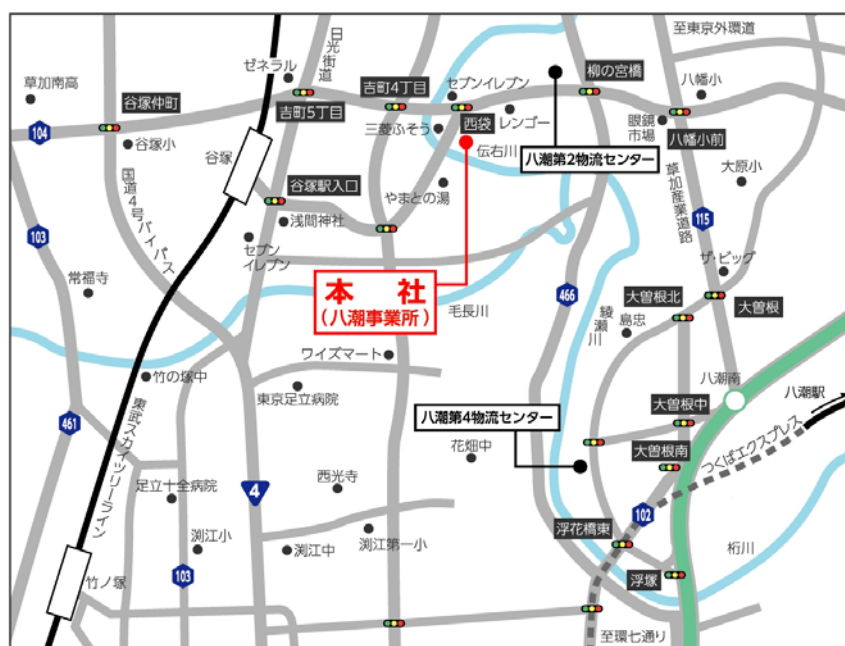 至東京外環道
日光街道
ゼネラル
草加南高
谷塚仲町
吉町5丁目
吉町4丁目
セブンイレブン
柳の宮橋
八幡小
104
谷塚小
三菱ふそう
西袋
レンゴー
伝右川
眼鏡
市場
八幡小前
八潮第2物流センター
谷塚
谷塚駅入口
やまとの湯
大原小
草加産業道路
国道4号バイパス
浅間神社
115
103
セブン
イレブン
ザ・ビッグ
常福寺
本 社
(八潮事業所)
毛長川
466
綾瀬川
大曽根北
大曽根
島忠
ワイズマート
竹の塚中
東京足立病院
八潮南
八潮駅
461
東武スカイツリーライン
八潮第4物流センター
大曽根中
花畑中
大曽根南
つくばエクスプレス
足立十全病院
4
西光寺
102
渕江小
渕江中
渕江第一小
浮花橋東
桁川
103
竹ノ塚
浮塚
至環七通り